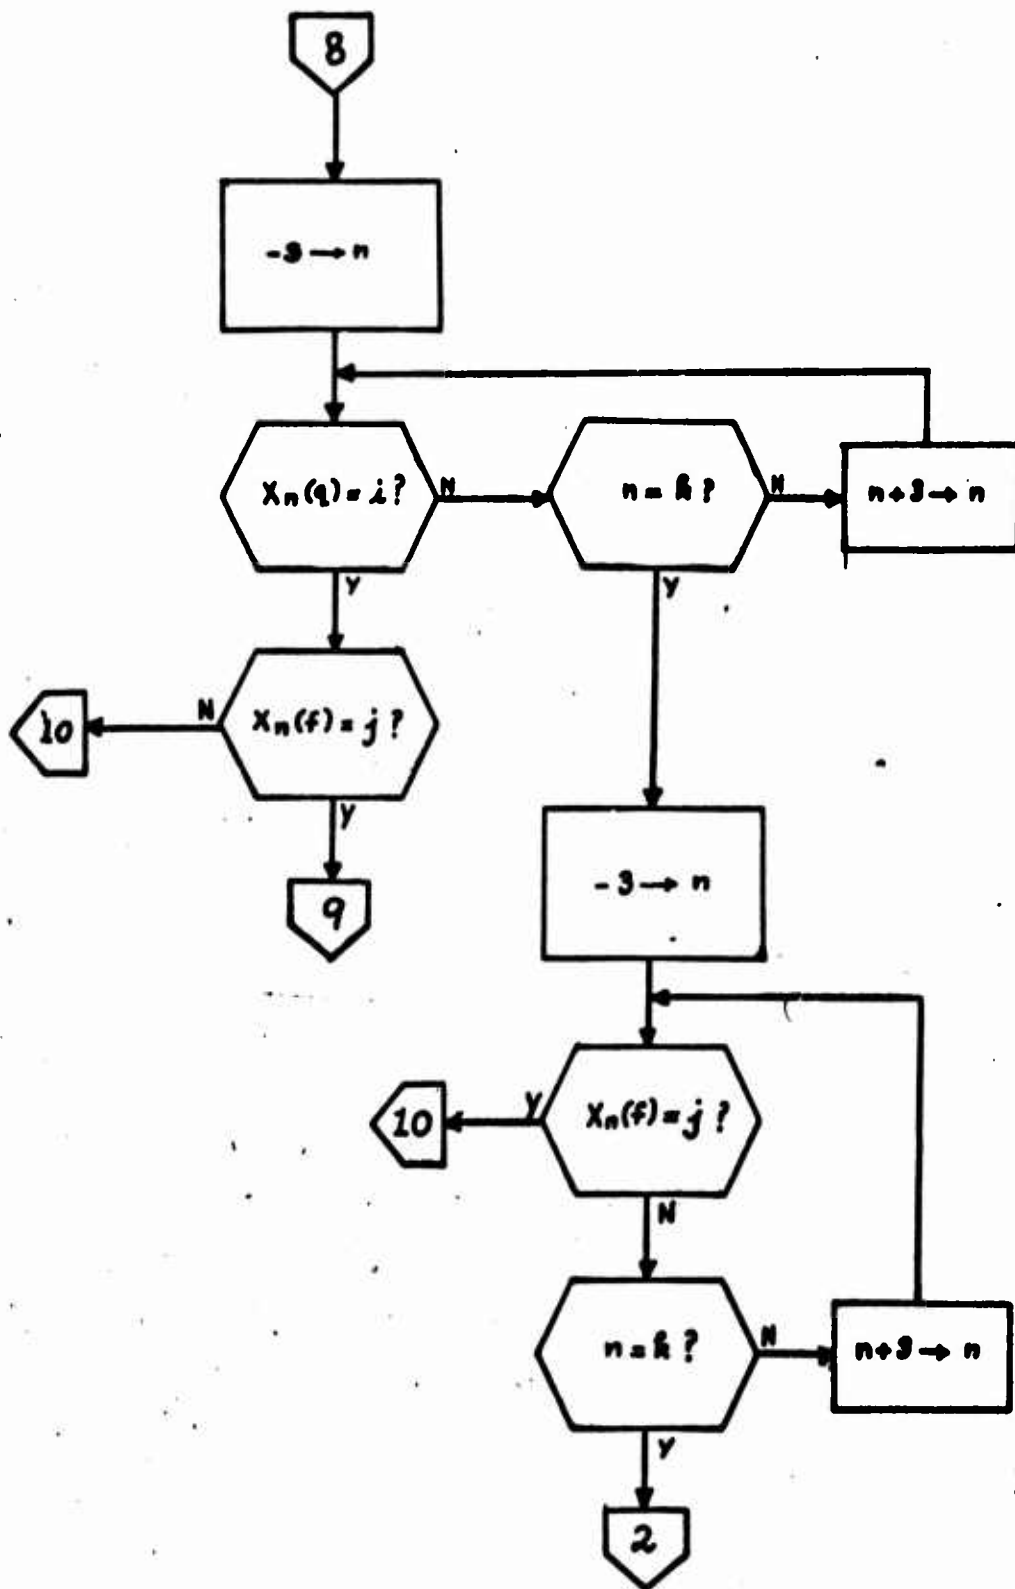 8
-3 → n
Xn(q) = i ?
N
n = k ?
N
n+3 → n
Y
Y
Xn(f) = j ?
N
10
Y
9
-3 → n
Xn(f) = j ?
Y
10
N
n = k ?
N
n+3 → n
Y
2